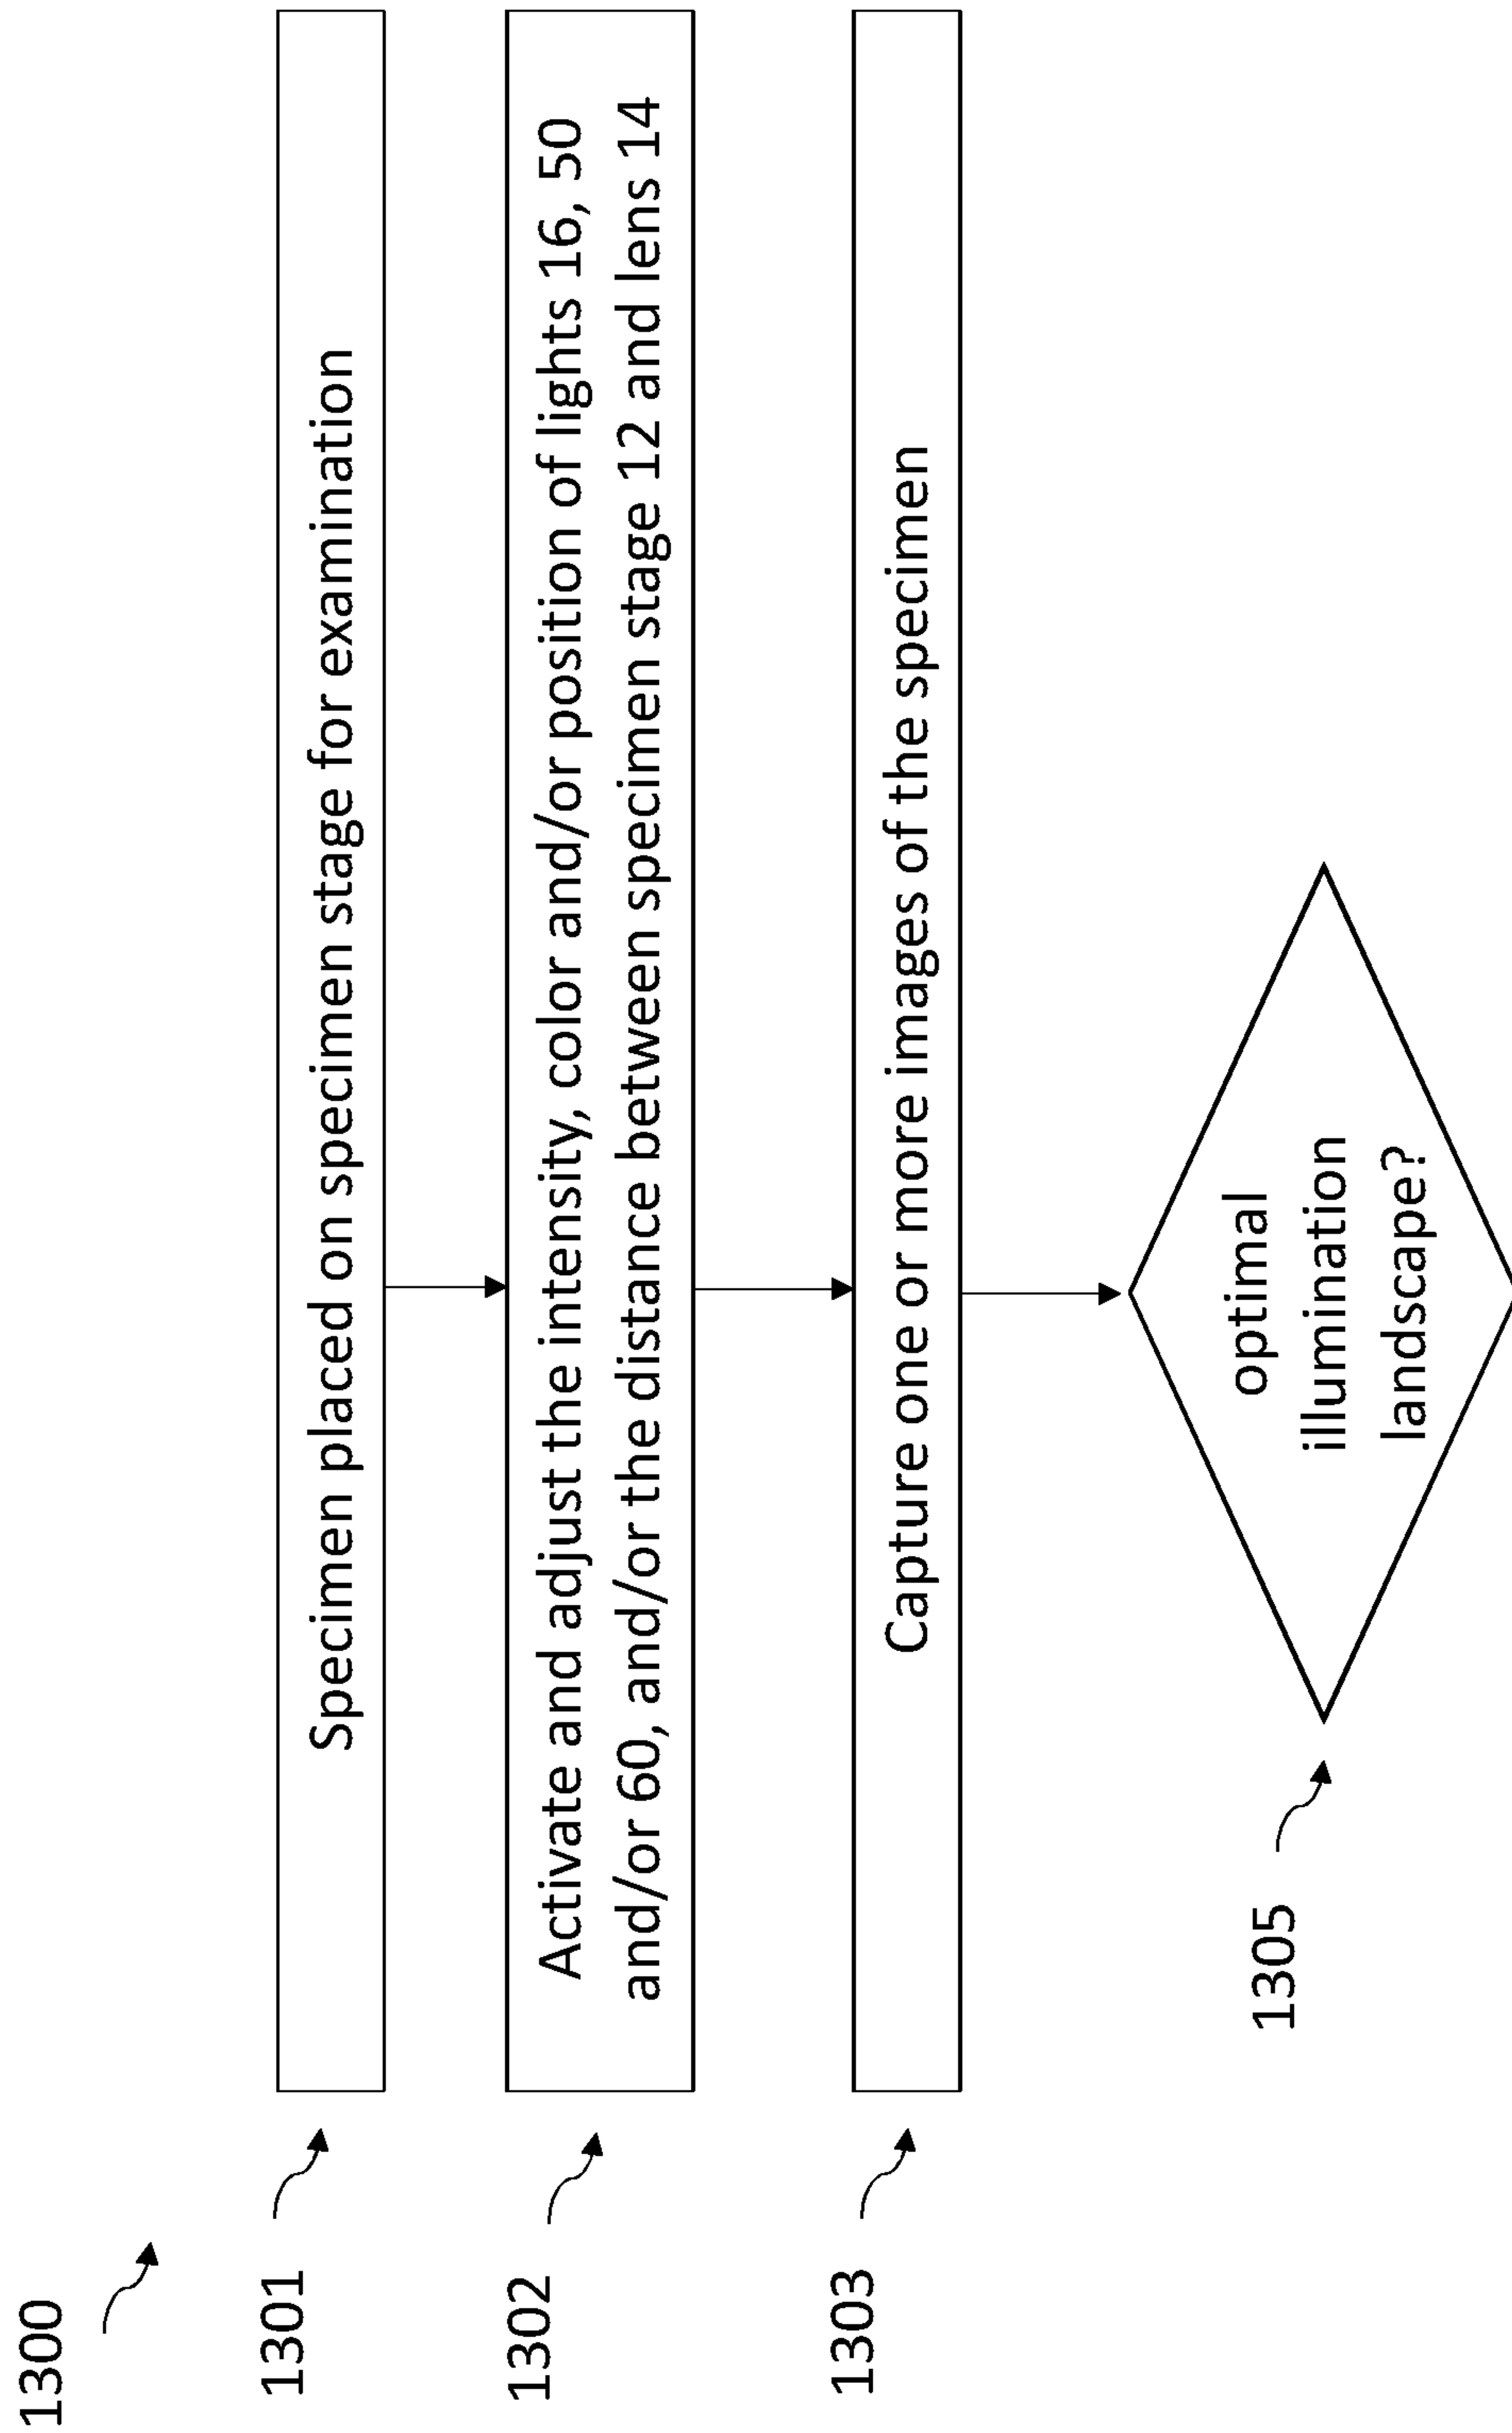 1300
1301
Specimen placed on specimen stage for examination
1302
Activate and adjust the intensity, color and/or position of lights 16, 50
and/or 60, and/or the distance between specimen stage 12 and lens 14
1303
Capture one or more images of the specimen
1305
optimal
illumination
landscape?